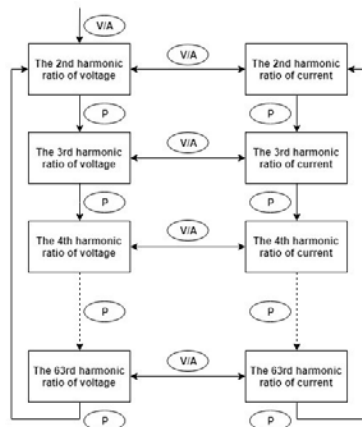 V/A
The 2nd harmonic
ratio of voltage
V/A
The 2nd harmonic
ratio of current
P
P
The 3rd harmonic
ratio of voltage
V/A
The 3rd harmonic
ratio of current
P
P
The 4th harmonic
ratio of voltage
V/A
The 4th harmonic
ratio of current
P
P
The 63rd harmonic
ratio of voltage
V/A
The 63rd harmonic
ratio of current
P
P